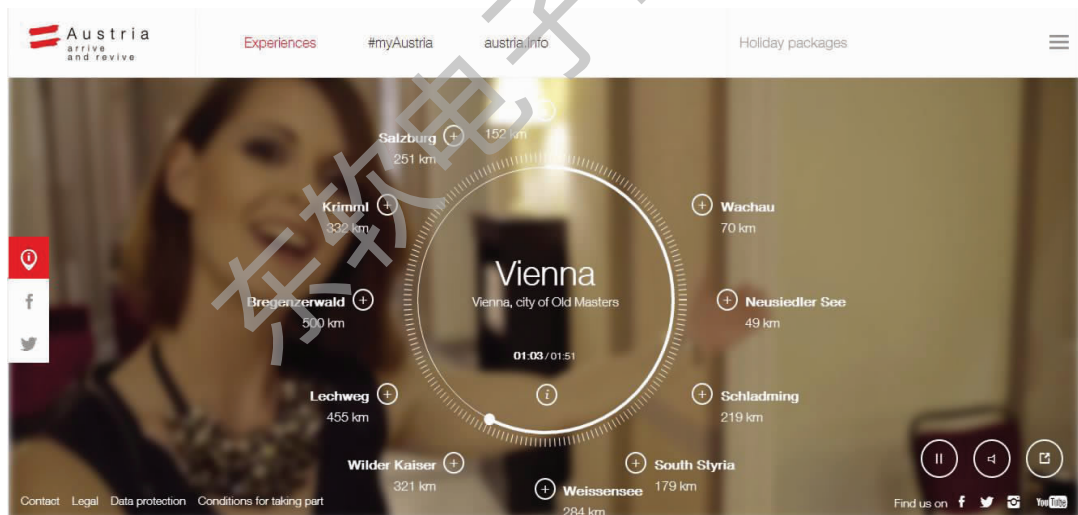 Austria
arrive
and revive
Experiences
#myAustria
austria.info
Holiday packages
152 km
Salzburg
251 km
Krimml
332 km
Wachau
70 km
Vienna
Vienna, city of Old Masters
Bregenzerwald
500 km
Neusiedler See
49 km
01:03 / 01:51
Lechweg
455 km
Schladming
219 km
Wilder Kaiser
321 km
South Styria
179 km
Weissensee
284 km
Contact
Legal
Data protection
Conditions for taking part
Find us on
YouTube
东软电子